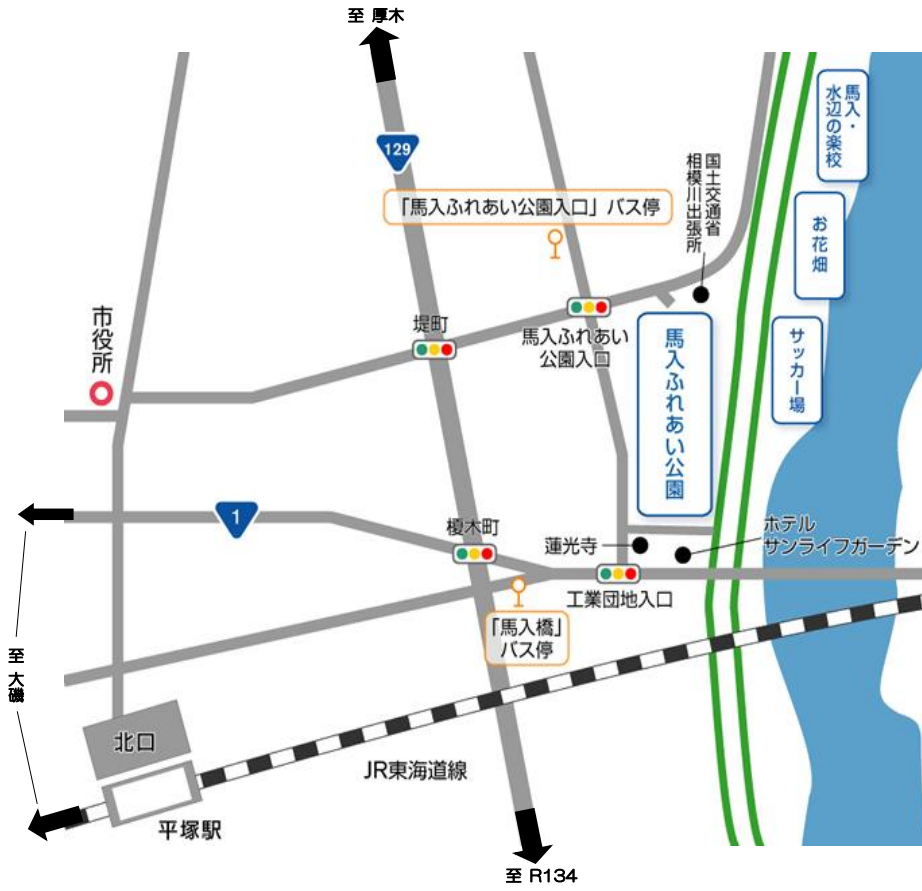 至 厚木
129
馬入・
水辺の楽校
国土交通省
相模川出張所
「馬入ふれあい公園入口」バス停
お花畑
市役所
堤町
馬入ふれあい
公園入口
馬入ふれあい公園
サッカー場
1
榎木町
蓮光寺
ホテル
サンライフガーデン
工業団地入口
「馬入橋」
バス停
至 大磯
北口
JR東海道線
平塚駅
至 R134